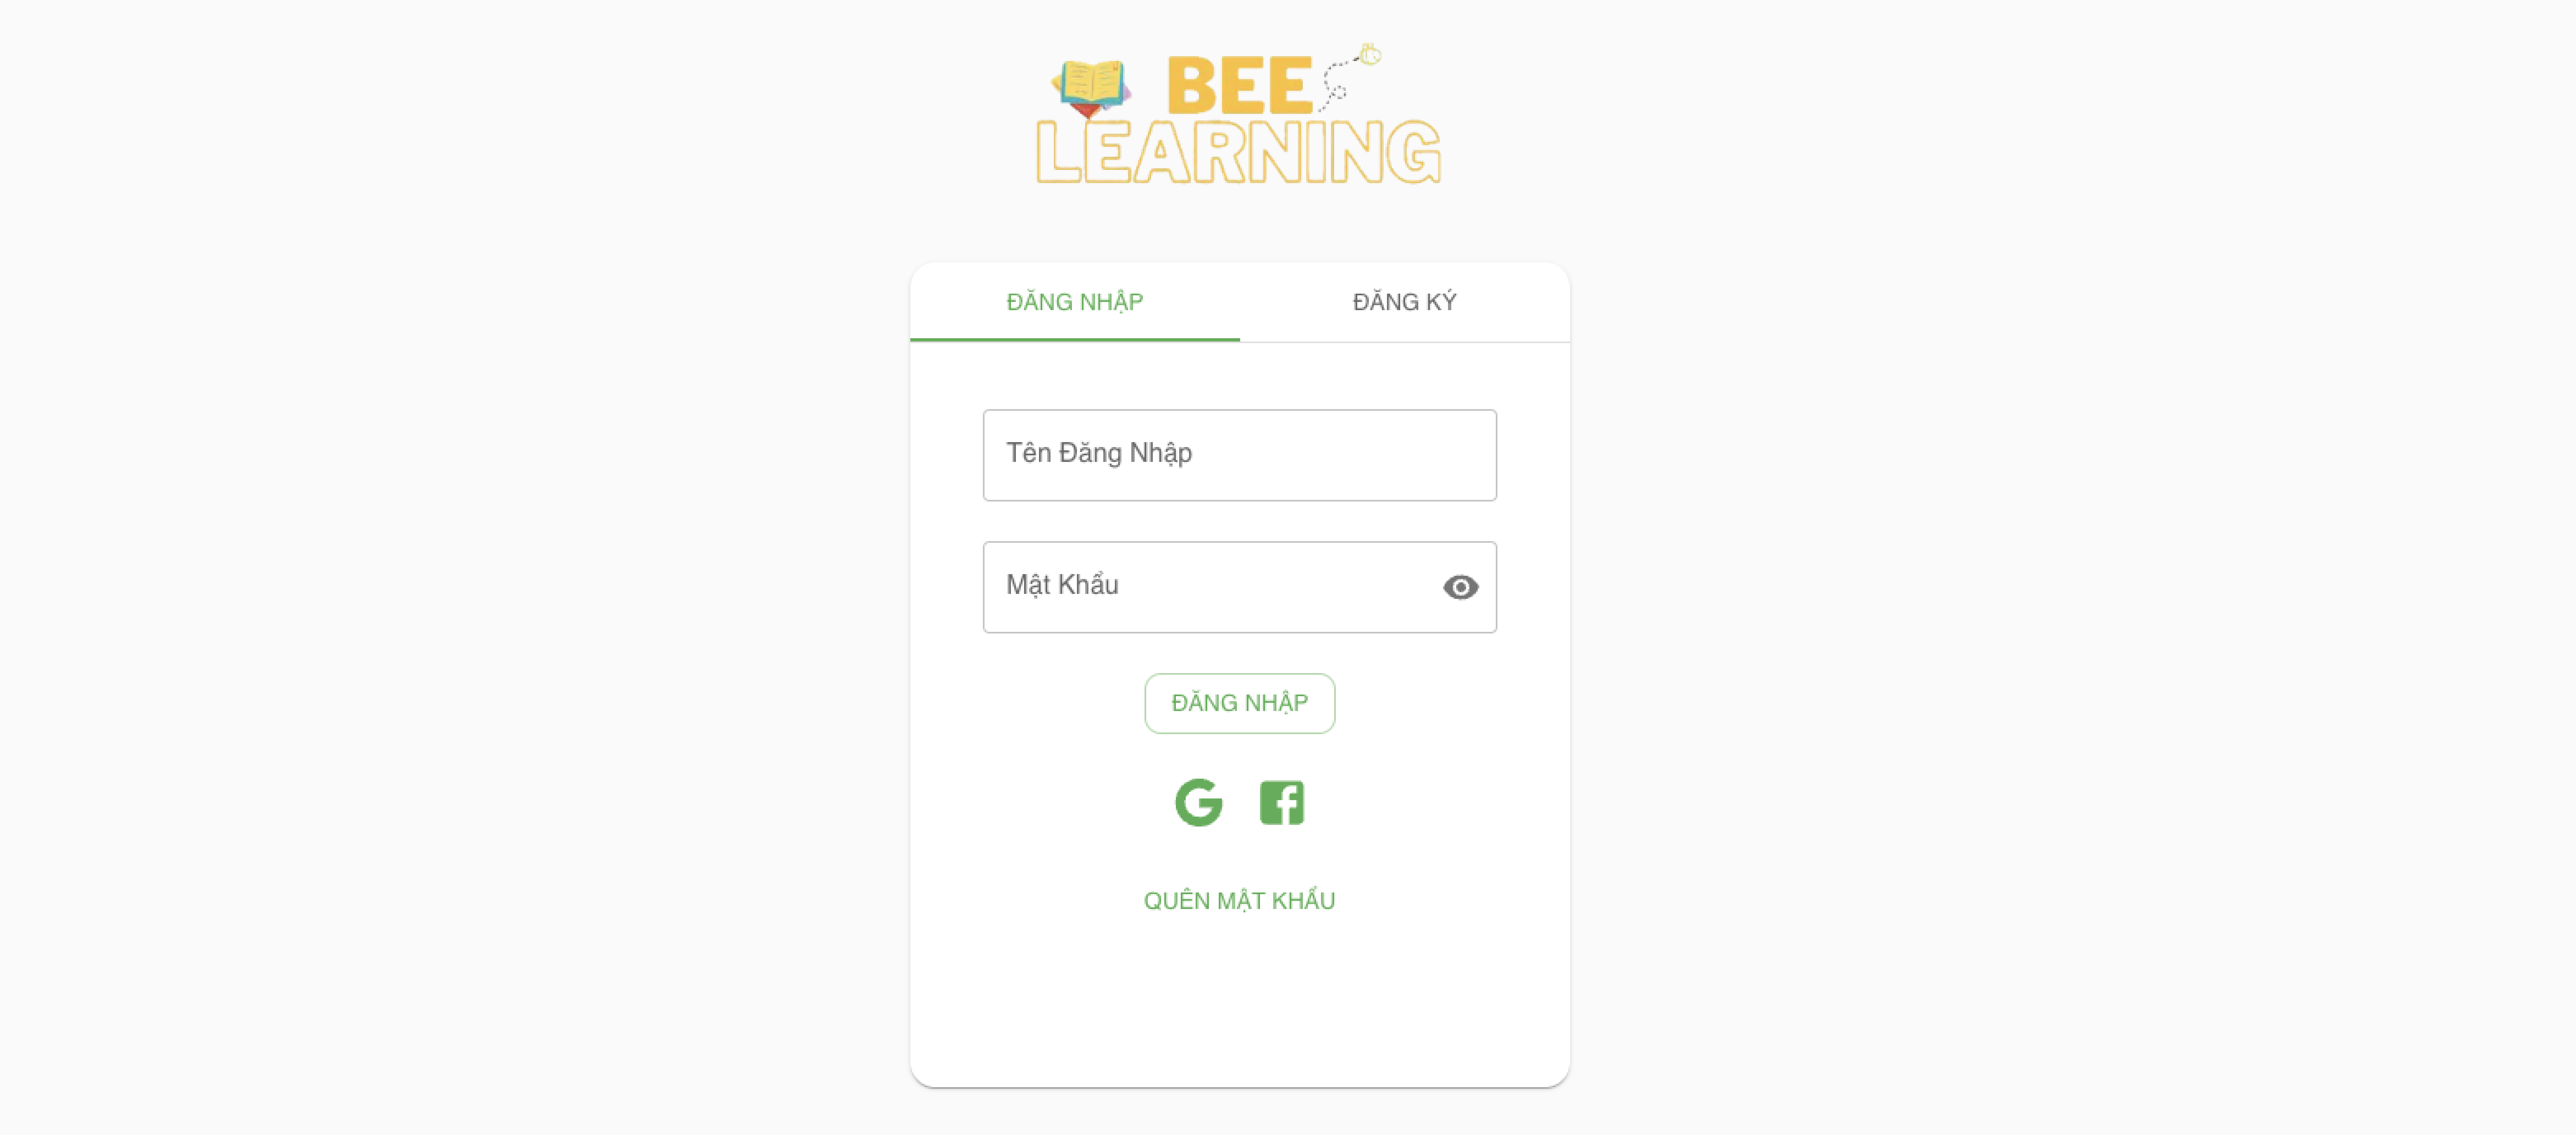 BEE
LEARNING
ĐĂNG NHẬP
ĐĂNG KÝ
Tên Đăng Nhập
Mật Khẩu
ĐĂNG NHẬP
QUÊN MẬT KHẨU